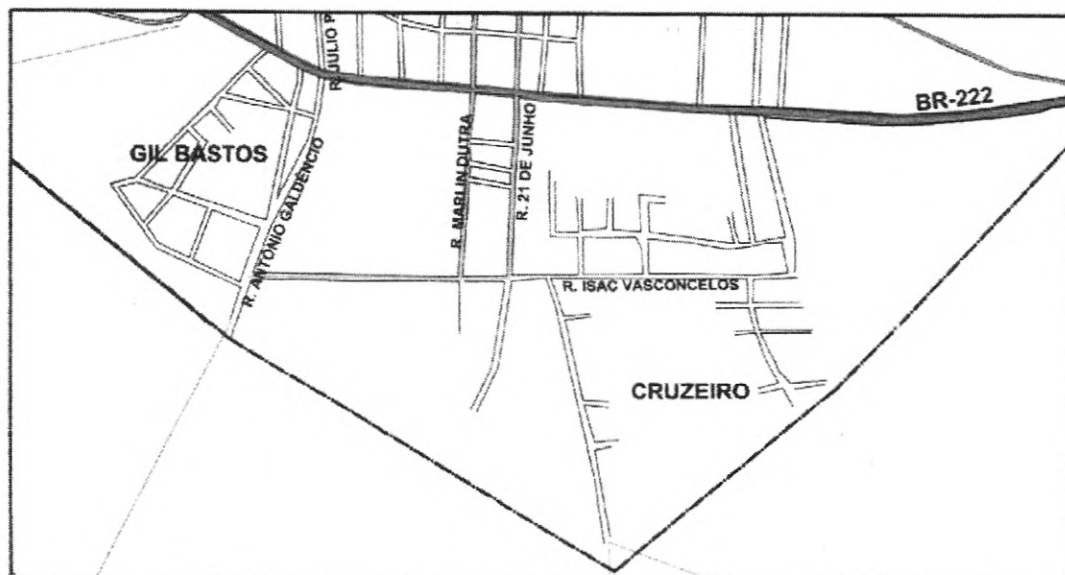 R. JULIO P
BR-222
GIL BASTOS
R. ANTONIO GALDENCIO
R. MARLIN DUTRA
R. 21 DE JUNHO
R. ISAC VASCONCELOS
CRUZEIRO